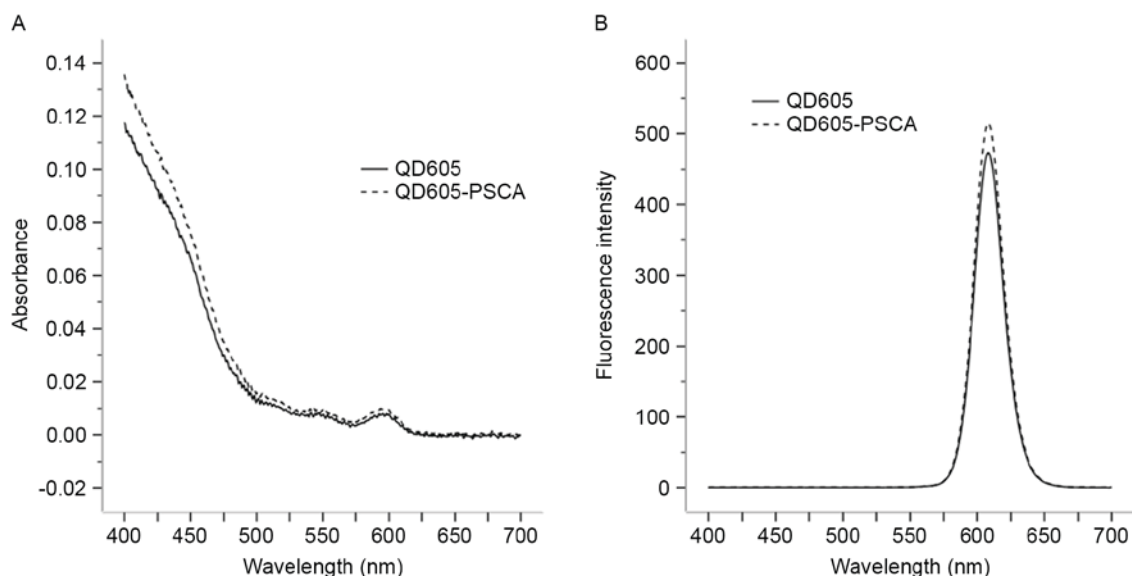 A
0.14
0.12
0.10
0.08
0.06
0.04
0.02
0.00
-0.02
Absorbance
QD605
QD605-PSCA
400 450 500 550 600 650 700
Wavelength (nm)
B
600
500
400
300
200
100
0
Fluorescence intensity
QD605
QD605-PSCA
400 450 500 550 600 650 700
Wavelength (nm)